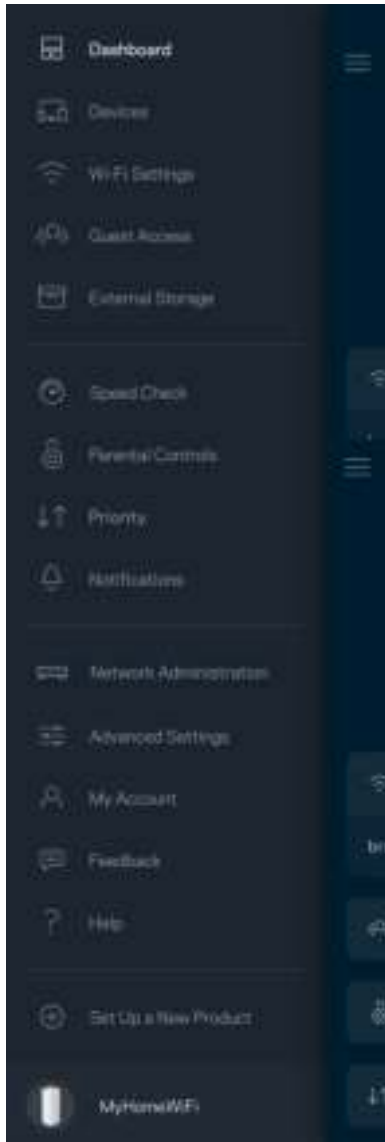 Dashboard
Devices
Wi-Fi Settings
Guest Access
External Storage
Speed Check
Parental Controls
Priority
Notifications
Network Administration
Advanced Settings
My Account
Feedback
Help
Set Up a New Product
MyHomeWiFi